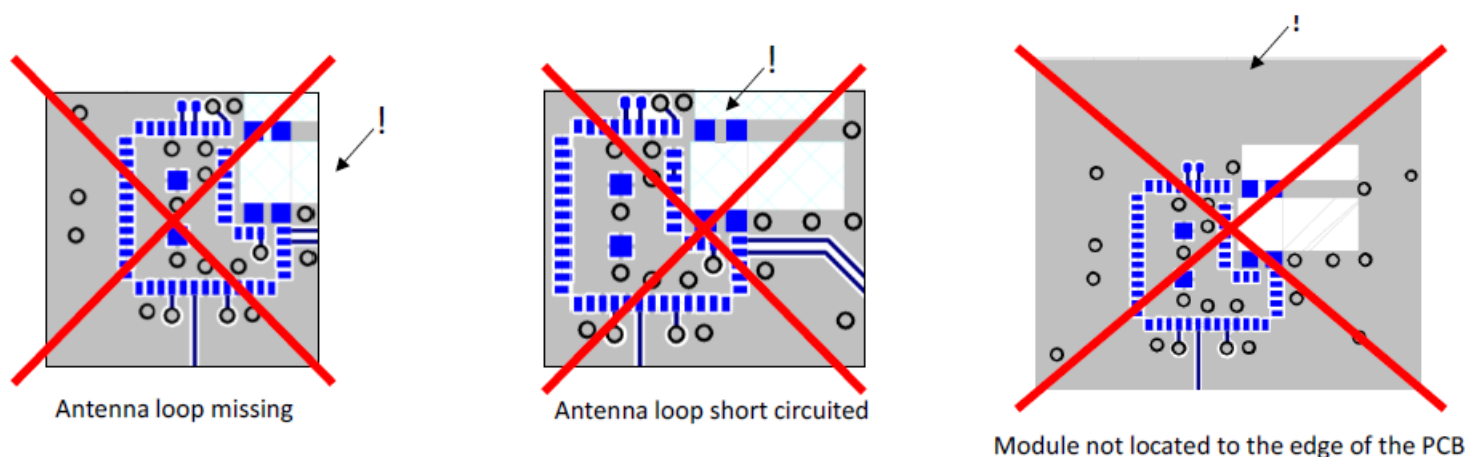 !
!
!
Antenna loop missing
Antenna loop short circuited
Module not located to the edge of the PCB